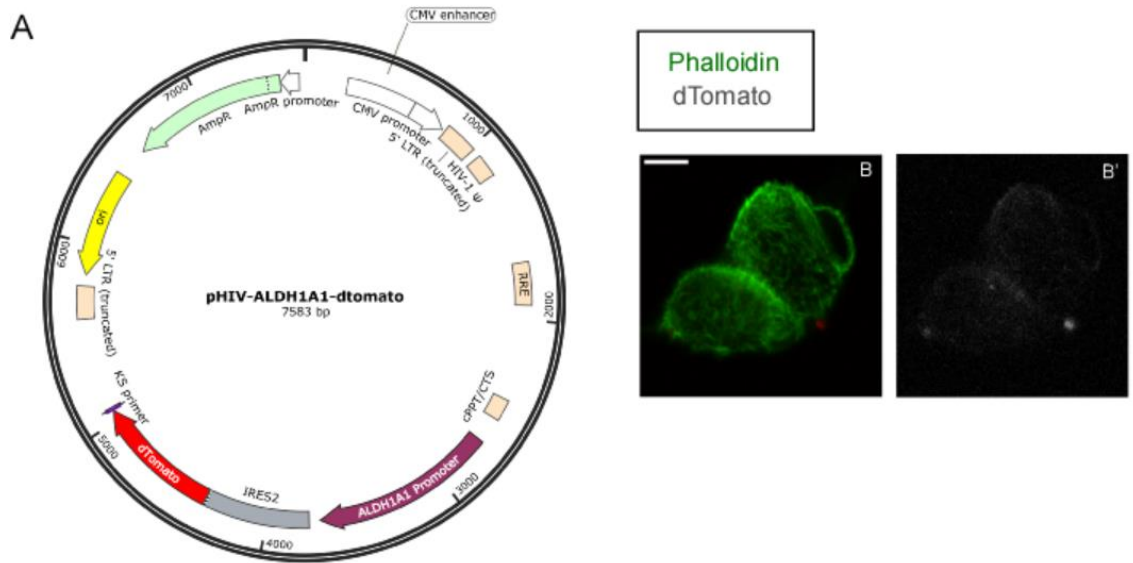 A
CMV enhancer
7000
AmpR promoter
AmpR
CMV promoter
1000
5' LTR (truncated)
HIV-1 Ψ
ori
6000
5' LTR (truncated)
RRE
2000
pHIV-ALDH1A1-dtomato
7583 bp
cPPT/CTS
KS primer
5000
dTomato
IRES2
ALDH1A1 Promoter
3000
4000
Phalloidin
dTomato
B
B'